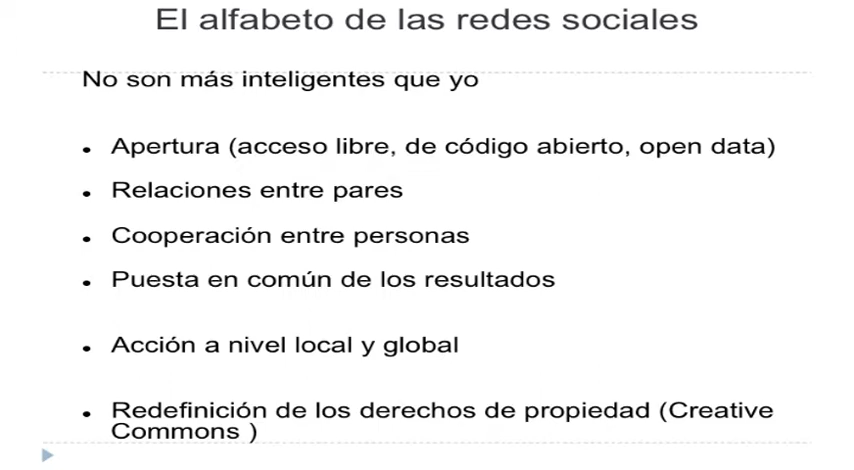 El alfabeto de las redes sociales
No son más inteligentes que yo
• Apertura (acceso libre, de código abierto, open data)
• Relaciones entre pares
• Cooperación entre personas
• Puesta en común de los resultados
• Acción a nivel local y global
• Redefinición de los derechos de propiedad (Creative
Commons )